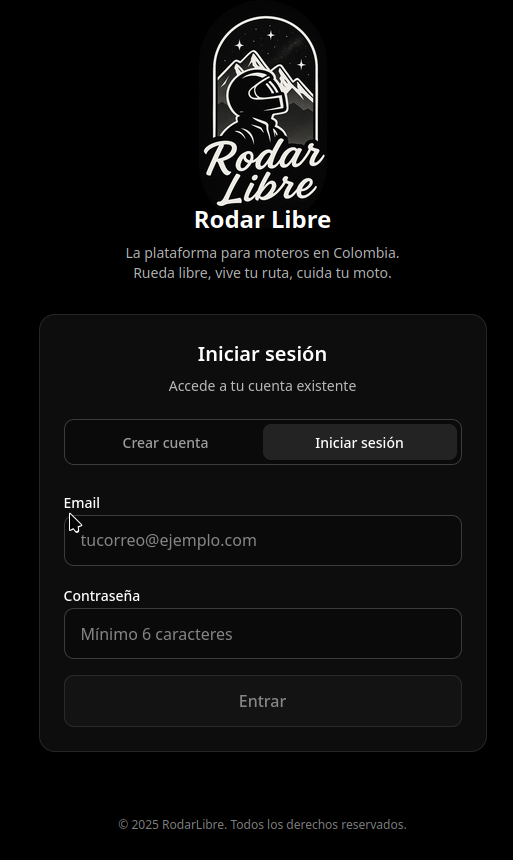 Rodar
Libre
Rodar Libre
La plataforma para moteros en Colombia.
Rueda libre, vive tu ruta, cuida tu moto.
Iniciar sesión
Accede a tu cuenta existente
Crear cuenta
Iniciar sesión
Email
tucorreo@ejemplo.com
Contraseña
Mínimo 6 caracteres
Entrar
© 2025 RodarLibre. Todos los derechos reservados.